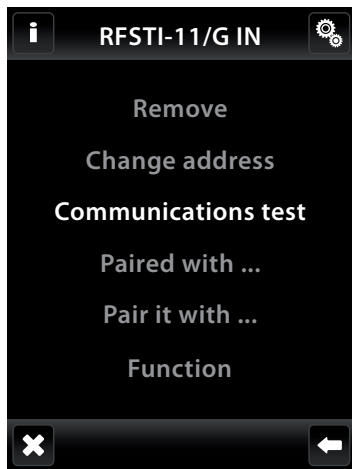 i RFSTI-11/G IN
Remove
Change address
Communications test
Paired with ...
Pair it with ...
Function